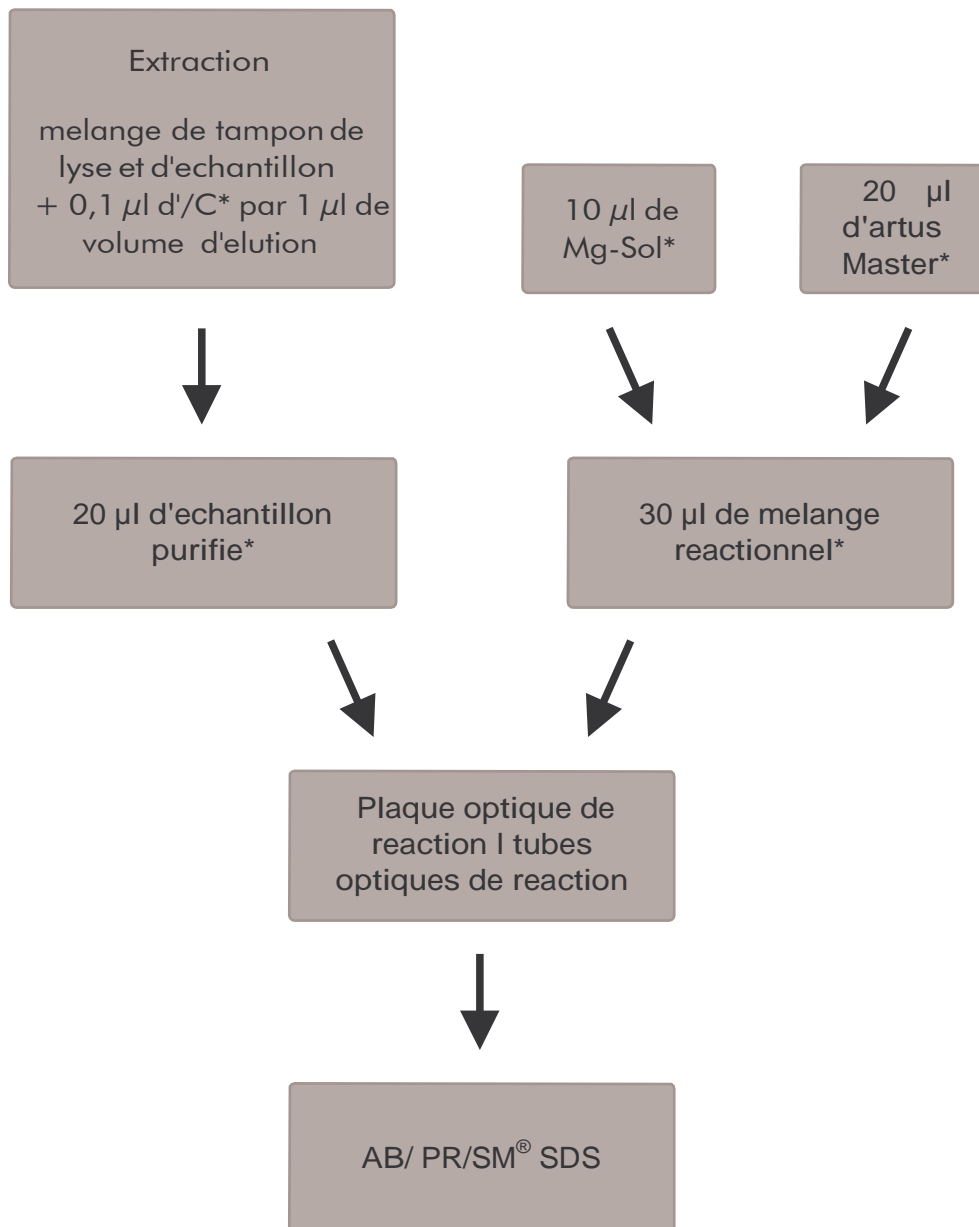 Extraction
melange de tampon de
lyse et d'echantillon
+ 0,1 µl d'/C* par 1 µl de
volume d'elution
10 µl de
Mg-Sol*
20 µl
d'artus
Master*
20 µl d'echantillon
purifie*
30 µl de melange
reactionnel*
Plaque optique de
reaction I tubes
optiques de reaction
AB/ PR/SM® SDS